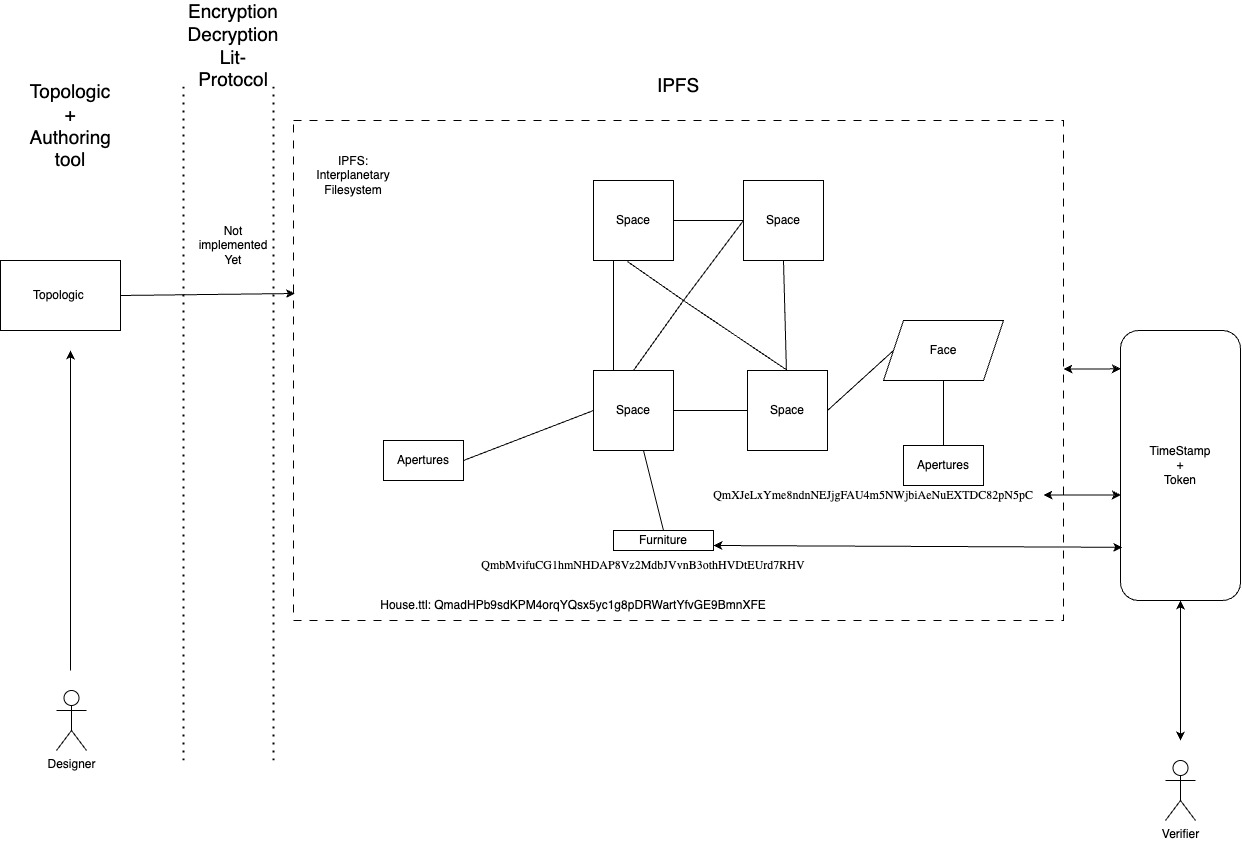 Encryption
Decryption
Lit-
Protocol
Topologic
+
Authoring
tool
IPFS
IPFS:
Interplanetary
Filesystem
Space
Space
Not
implemented
Yet
Topologic
Face
Space
Space
Apertures
Apertures
TimeStamp
+
Token
QmXJeLxYme8ndnNEJjgFAU4m5NWjbiAeNuEXTDC82pN5pC
Furniture
QmbMvifuCG1hmNHDAP8Vz2MdbJVvnB3othHVDtEUrd7RHV
House.ttl: QmadHPb9sdKPM4orqYQsx5yc1g8pDRWartYfvGE9BmnXFE
Designer
Verifier